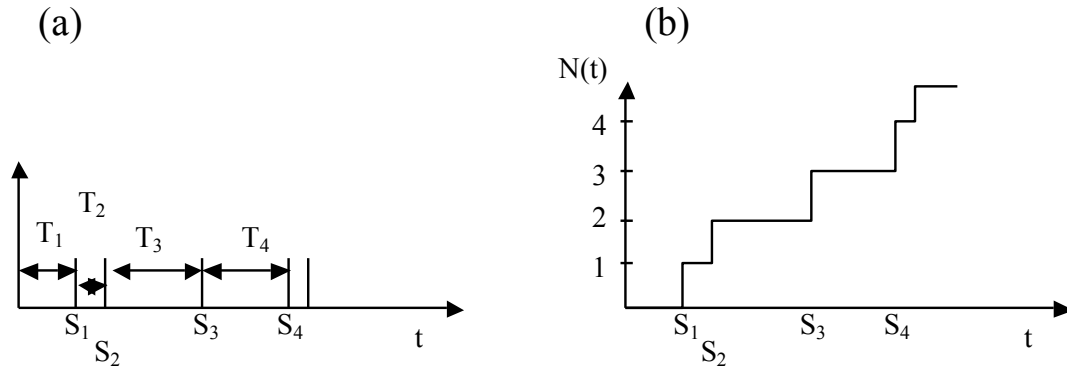 (a)
T₂
T₁ T₃ T₄
S₁ S₃ S₄
S₂
t
(b)
N(t)
4
3
2
1
S₁ S₃ S₄
S₂
t